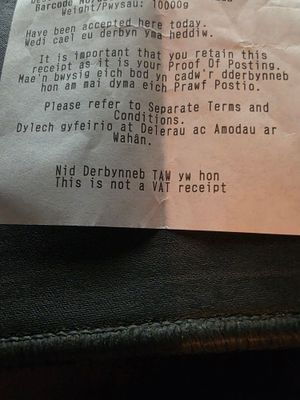 Barcode No/
Weight/Pwysau: 10000g
Have been accepted here today.
Wedi cael eu derbyn yma heddiw.
It is important that you retain this
receipt as it is your Proof Of Posting.
Mae'n bwysig eich bod yn cadw'r dderbynneb
hon am mai dyma eich Prawf Postio.
Please refer to Separate Terms and
Conditions.
Dylech gyfeirio at Delerau ac Amodau ar
Wahân.
Nid Derbynneb TAW yw hon
This is not a VAT receipt